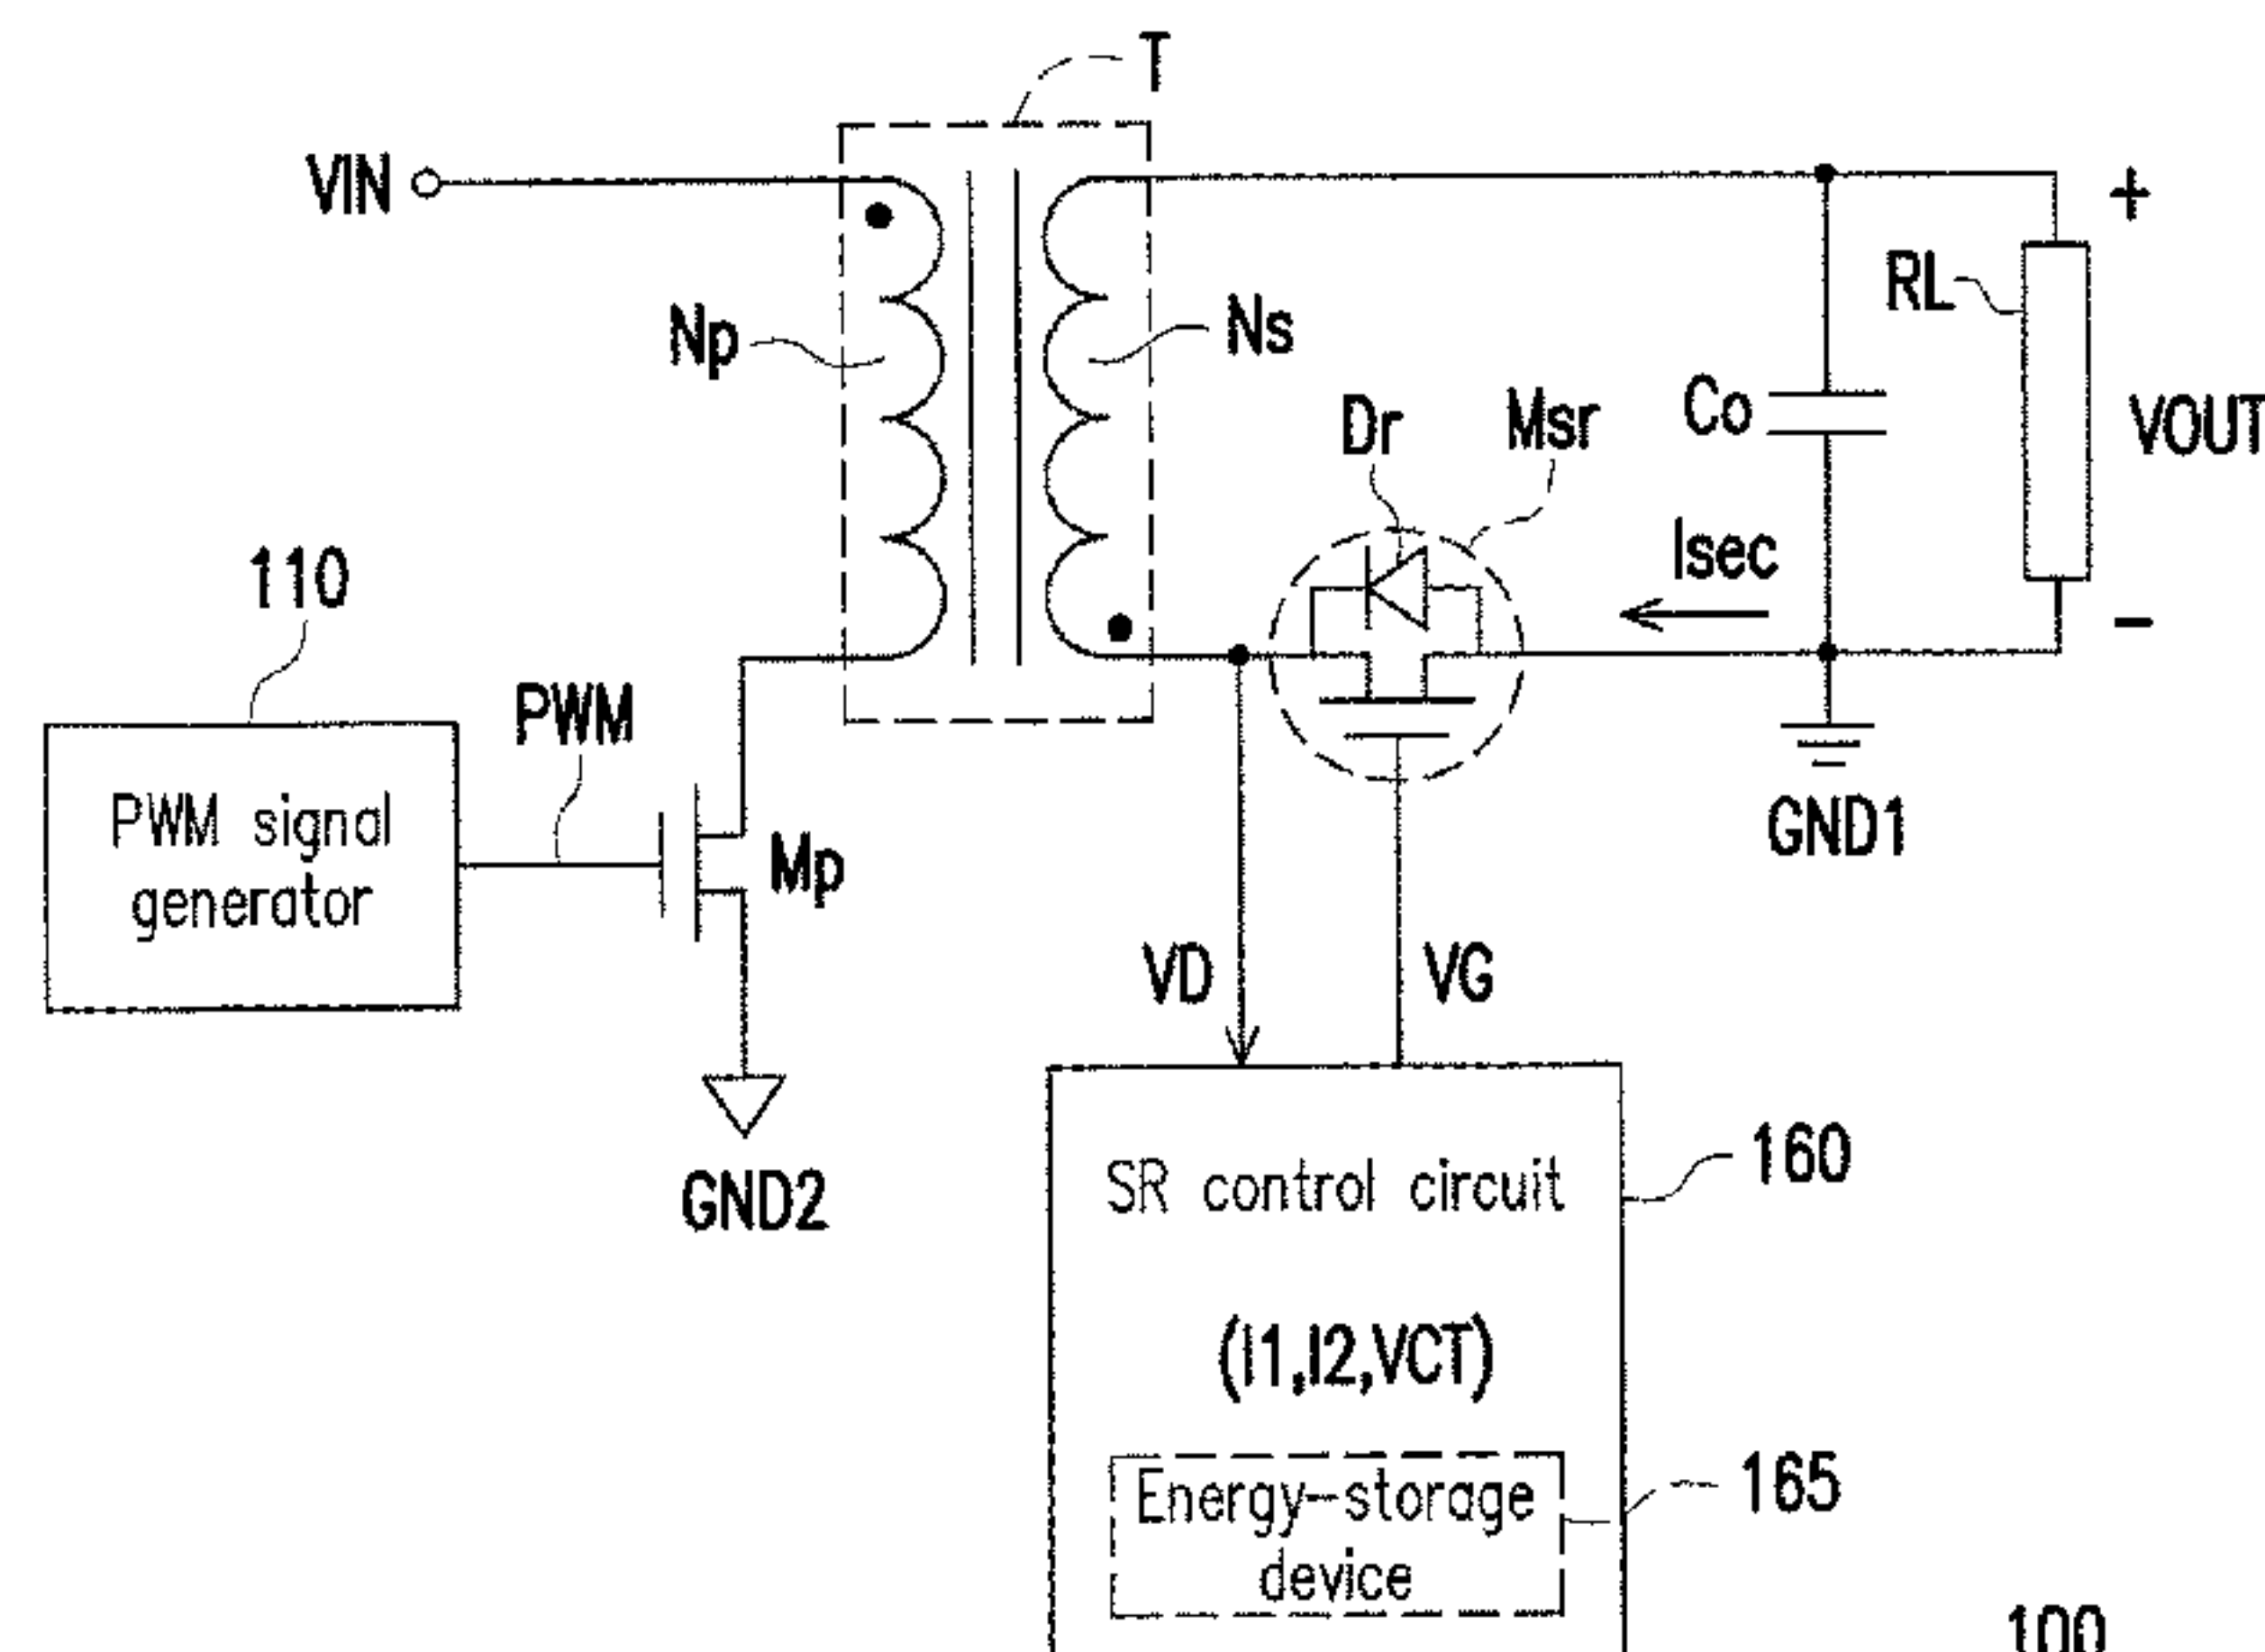 T
VIN
+
RL
Np
Ns
Co
VOUT
Dr
Msr
Isec
110
-
PWM
PWM signal
generator
Mp
GND1
VD
VG
GND2
SR control circuit
160
(I1,I2,VCT)
Energy-storage
device
165
100